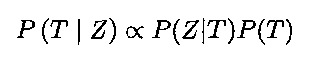 P (T | Z) ∝ P(Z|T)P(T)